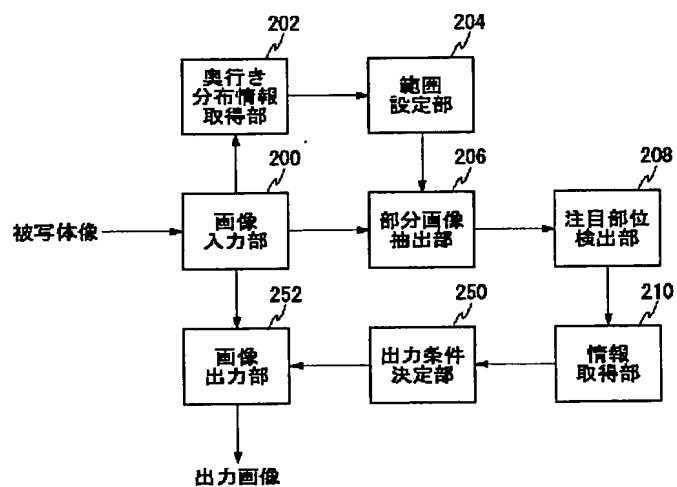 202
奥行き
分布情報
取得部
204
範囲
設定部
200
画像
入力部
206
部分画像
抽出部
208
注目部位
検出部
被写体像
252
画像
出力部
250
出力条件
決定部
210
情報
取得部
出力画像